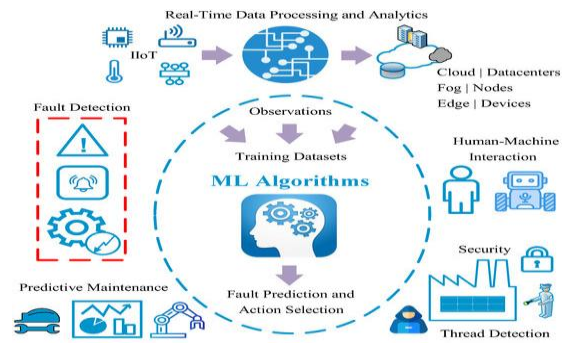 Real-Time Data Processing and Analytics
IIoT
Cloud | Datacenters
Fog | Nodes
Edge | Devices
Fault Detection
Observations
Training Datasets
ML Algorithms
Human-Machine
Interaction
Security
Predictive Maintenance
Fault Prediction and
Action Selection
Thread Detection